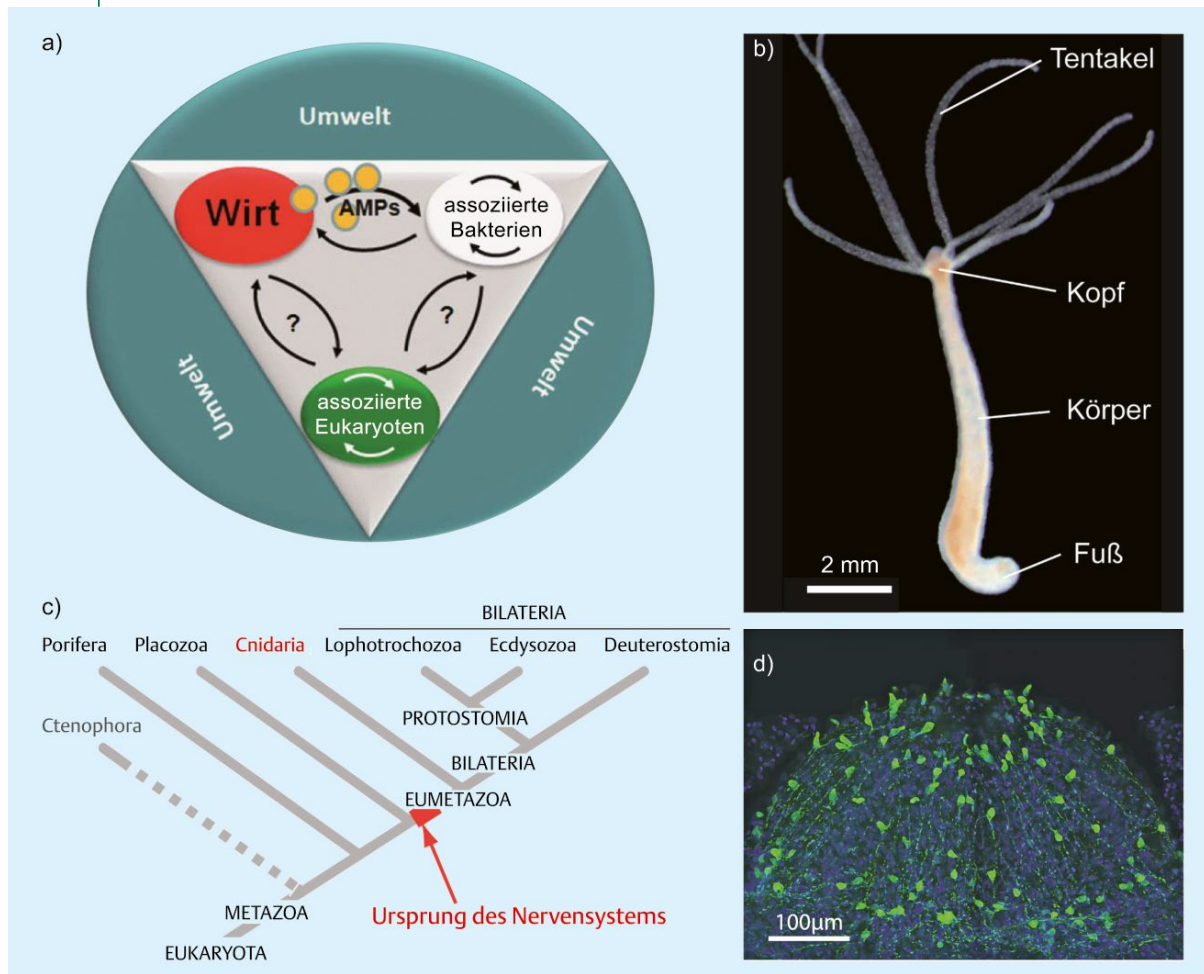 a)
Umwelt
Wirt
AMPs
assoziierte
Bakterien
?
?
Umwelt
Umwelt
assoziierte
Eukaryoten
b)
Tentakel
Kopf
Körper
Fuß
2 mm
c)
BILATERIA
Porifera Placozoa Cnidaria Lophotrochozoa Ecdysozoa Deuterostomia
PROTOSTOMIA
Ctenophora
BILATERIA
EUMETAZOA
METAZOA
Ursprung des Nervensystems
EUKARYOTA
d)
100µm